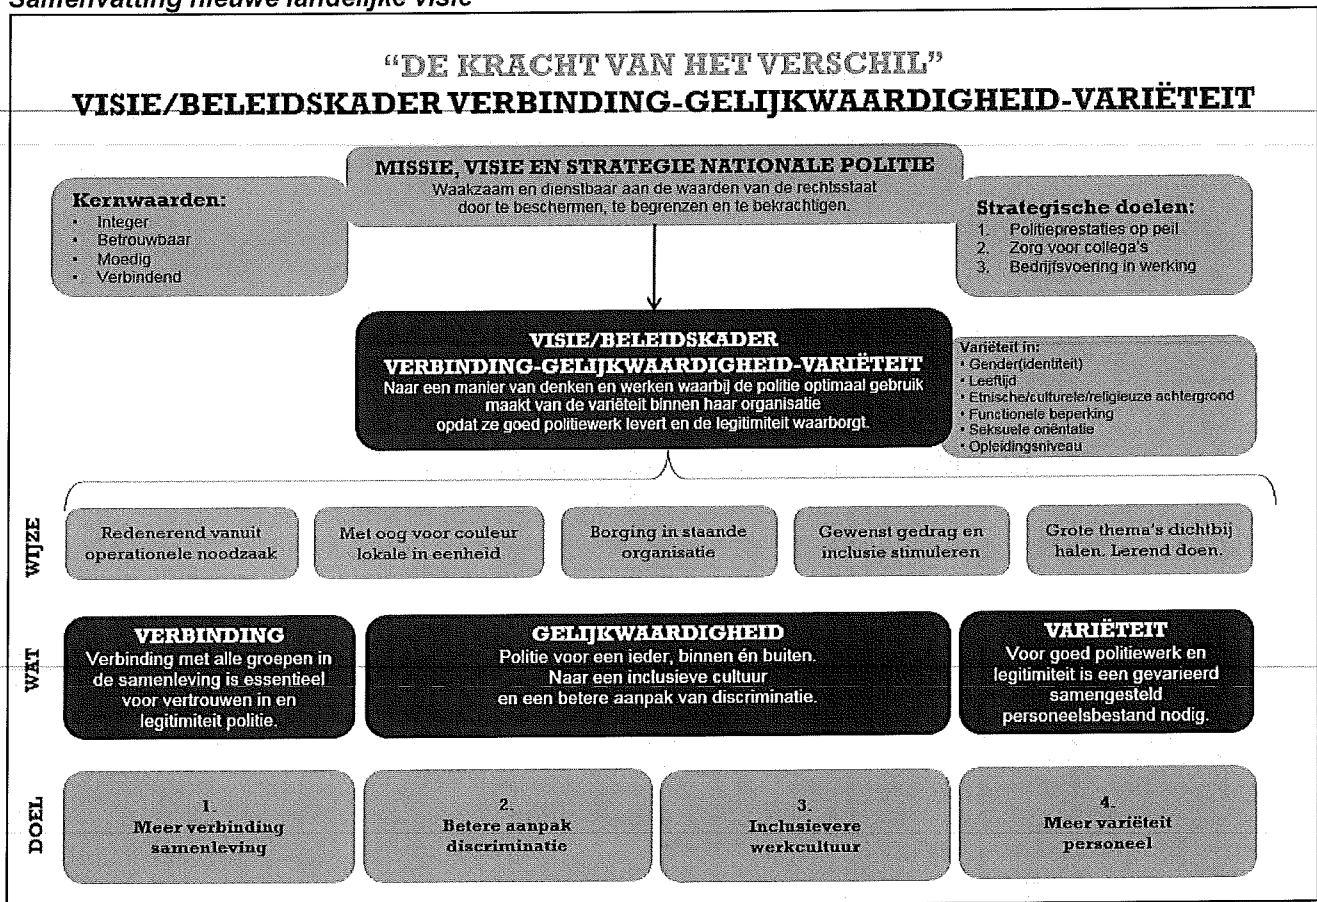 Samenvatting nieuwe landelijke visie
“DE KRACHT VAN HET VERSCHIL”
VISIE/BELEIDSKADER VERBINDING-GELIJKWAARDIGHEID-VARIËTEIT
MISSIE, VISIE EN STRATEGIE NATIONALE POLITIE
Waakzaam en dienstbaar aan de waarden van de rechtsstaat
door te beschermen, te begrenzen en te bekrachtigen.
Kernwaarden:
• Integer
• Betrouwbaar
• Moedig
• Verbindend
Strategische doelen:
1. Politieprestaties op peil
2. Zorg voor collega's
3. Bedrijfsvoering in werking
VISIE/BELEIDSKADER
VERBINDING-GELIJKWAARDIGHEID-VARIËTEIT
Naar een manier van denken en werken waarbij de politie optimaal gebruik
maakt van de variëteit binnen haar organisatie
opdat ze goed politiewerk levert en de legitimiteit waarborgt.
Variëteit in:
• Gender(identiteit)
• Leeftijd
• Etnische/culturele/religieuze achtergrond
• Functionele beperking
• Seksuele oriëntatie
• Opleidingsniveau
WIJZE
Redenerend vanuit
operationele noodzaak
Met oog voor couleur
lokale in eenheid
Borging in staande
organisatie
Gewenst gedrag en
inclusie stimuleren
Grote thema's dichtbij
halen. Lerend doen.
WAT
VERBINDING
Verbinding met alle groepen in
de samenleving is essentieel
voor vertrouwen in en
legitimiteit politie.
GELIJKWAARDIGHEID
Politie voor een ieder, binnen én buiten.
Naar een inclusieve cultuur
en een betere aanpak van discriminatie.
VARIËTEIT
Voor goed politiewerk en
legitimiteit is een gevarieerd
samengesteld
personeelsbestand nodig.
DOEL
1.
Meer verbinding
samenleving
2.
Betere aanpak
discriminatie
3.
Inclusievere
werkcultuur
4.
Meer variëteit
personeel